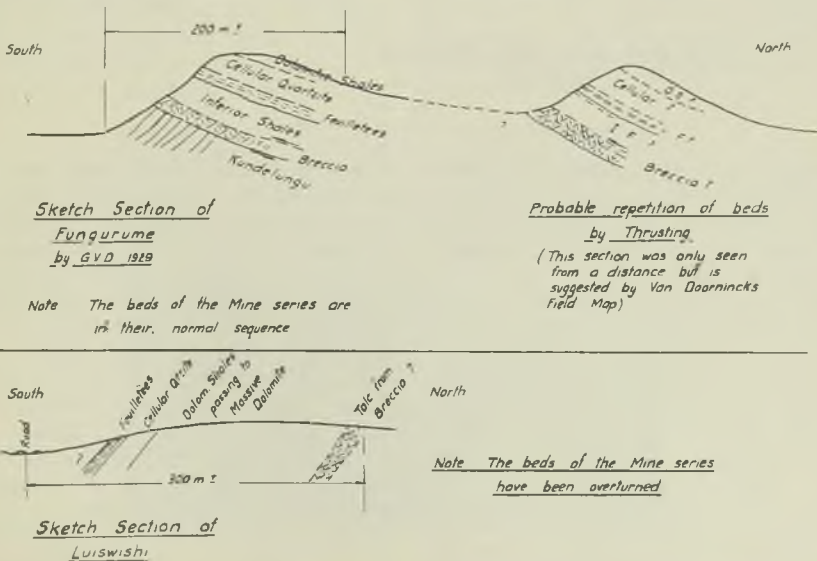 200 m ±
South
North
Dolomitic Shales
Cellular Quartzite
Feuilletees
Inferior Shales
Breccia
Kundelungu
D.S.?
Cellular ?
F ?
I F ?
Breccia ?
?
Sketch Section of
Fungurume
by GVD 1929
Probable repetition of beds
by Thrusting
(This section was only seen
from a distance but is
suggested by Van Doornincks
Field Map)
Note The beds of the Mine series are
in their, normal sequence
South
North
Road
?
Feuilletees
Cellular Qtsite
Dolom. Shales
passing to
Massive
Dolomite
Talc from
Breccia ?
300 m ±
Note The beds of the Mine series
have been overturned
Sketch Section of
Luiswishi